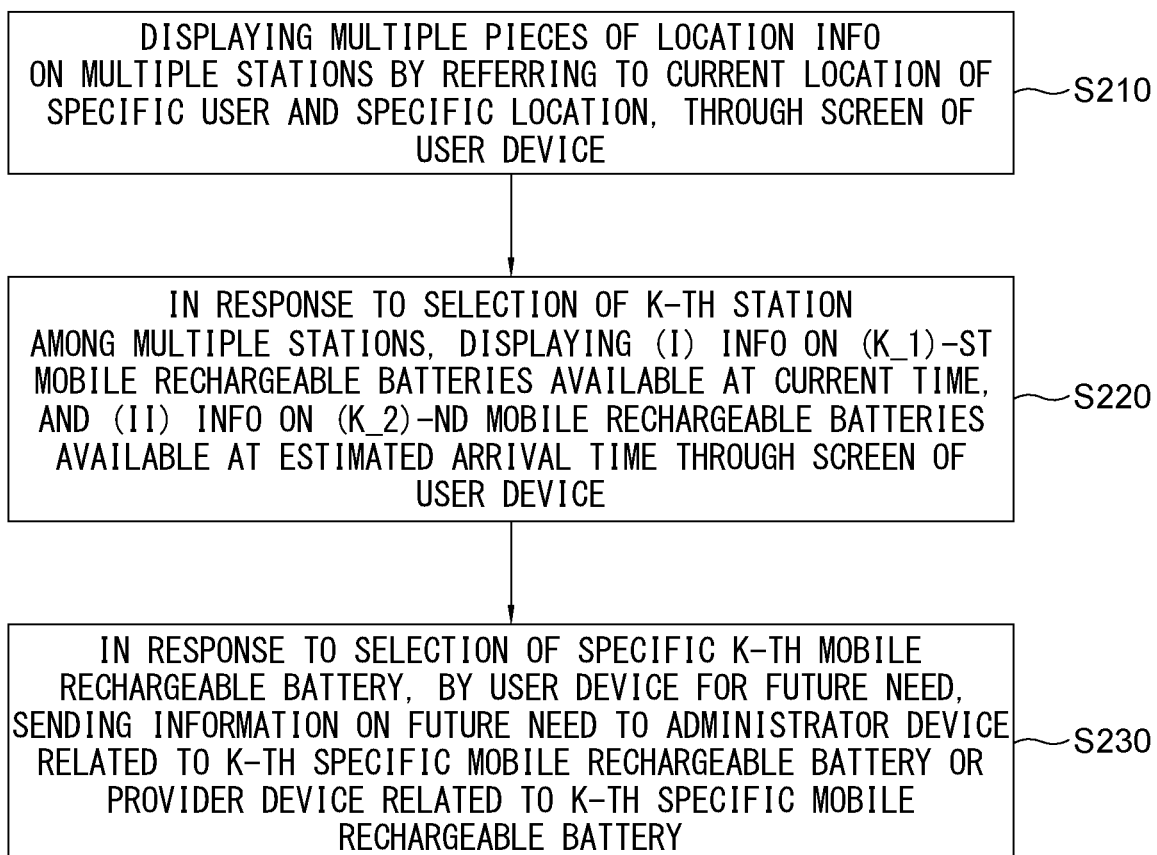 DISPLAYING MULTIPLE PIECES OF LOCATION INFO
ON MULTIPLE STATIONS BY REFERRING TO CURRENT LOCATION OF
SPECIFIC USER AND SPECIFIC LOCATION, THROUGH SCREEN OF
USER DEVICE
S210
IN RESPONSE TO SELECTION OF K-TH STATION
AMONG MULTIPLE STATIONS, DISPLAYING (I) INFO ON (K_1)-ST
MOBILE RECHARGEABLE BATTERIES AVAILABLE AT CURRENT TIME,
AND (II) INFO ON (K_2)-ND MOBILE RECHARGEABLE BATTERIES
AVAILABLE AT ESTIMATED ARRIVAL TIME THROUGH SCREEN OF
USER DEVICE
S220
IN RESPONSE TO SELECTION OF SPECIFIC K-TH MOBILE
RECHARGEABLE BATTERY, BY USER DEVICE FOR FUTURE NEED,
SENDING INFORMATION ON FUTURE NEED TO ADMINISTRATOR DEVICE
RELATED TO K-TH SPECIFIC MOBILE RECHARGEABLE BATTERY OR
PROVIDER DEVICE RELATED TO K-TH SPECIFIC MOBILE
RECHARGEABLE BATTERY
S230